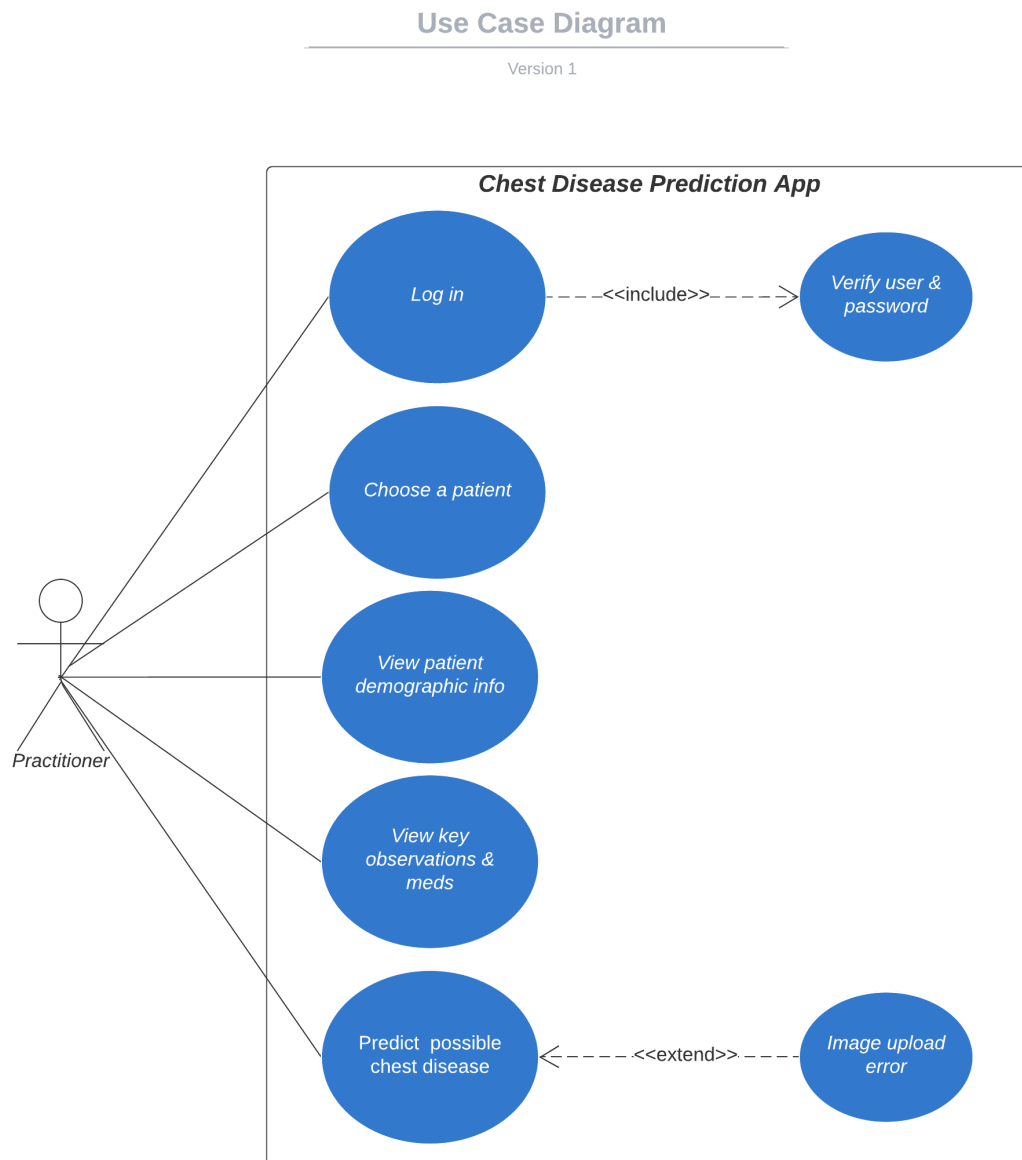 Use Case Diagram
Version 1
Chest Disease Prediction App
Log in
<<include>>
Verify user &
password
Choose a patient
View patient
demographic info
Practitioner
View key
observations &
meds
Predict  possible
chest disease
<<extend>>
Image upload
error